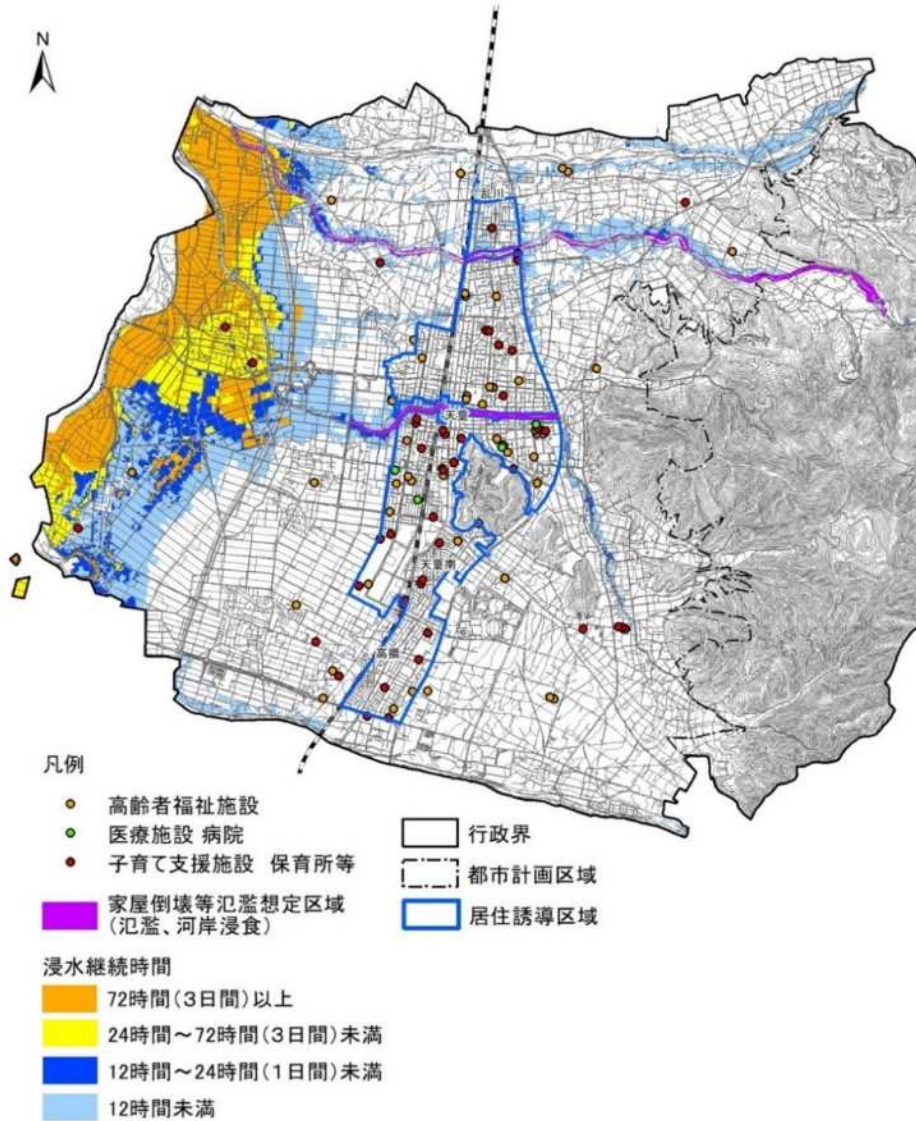 N
乱川
天童
天童南
高擶
凡例
高齢者福祉施設
医療施設 病院
子育て支援施設 保育所等
家屋倒壊等氾濫想定区域
(氾濫、河岸浸食)
行政界
都市計画区域
居住誘導区域
浸水継続時間
72時間(3日間)以上
24時間～72時間(3日間)未満
12時間～24時間(1日間)未満
12時間未満